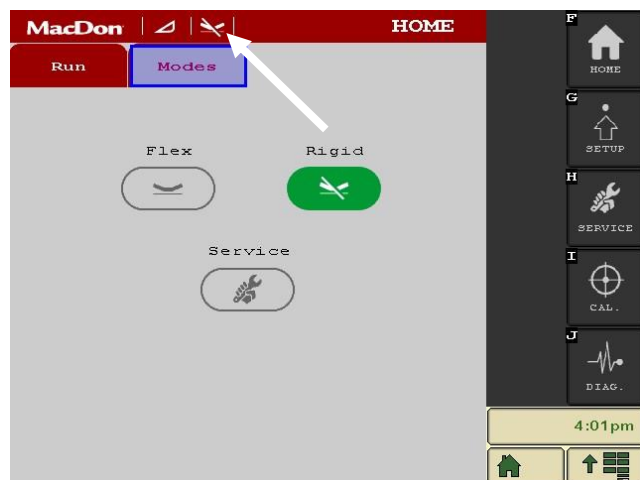 MacDon HOME F
Run Modes
HOME
G
SETUP
Flex Rigid
H
SERVICE
Service
I
CAL.
J
DIAG.
4:01pm